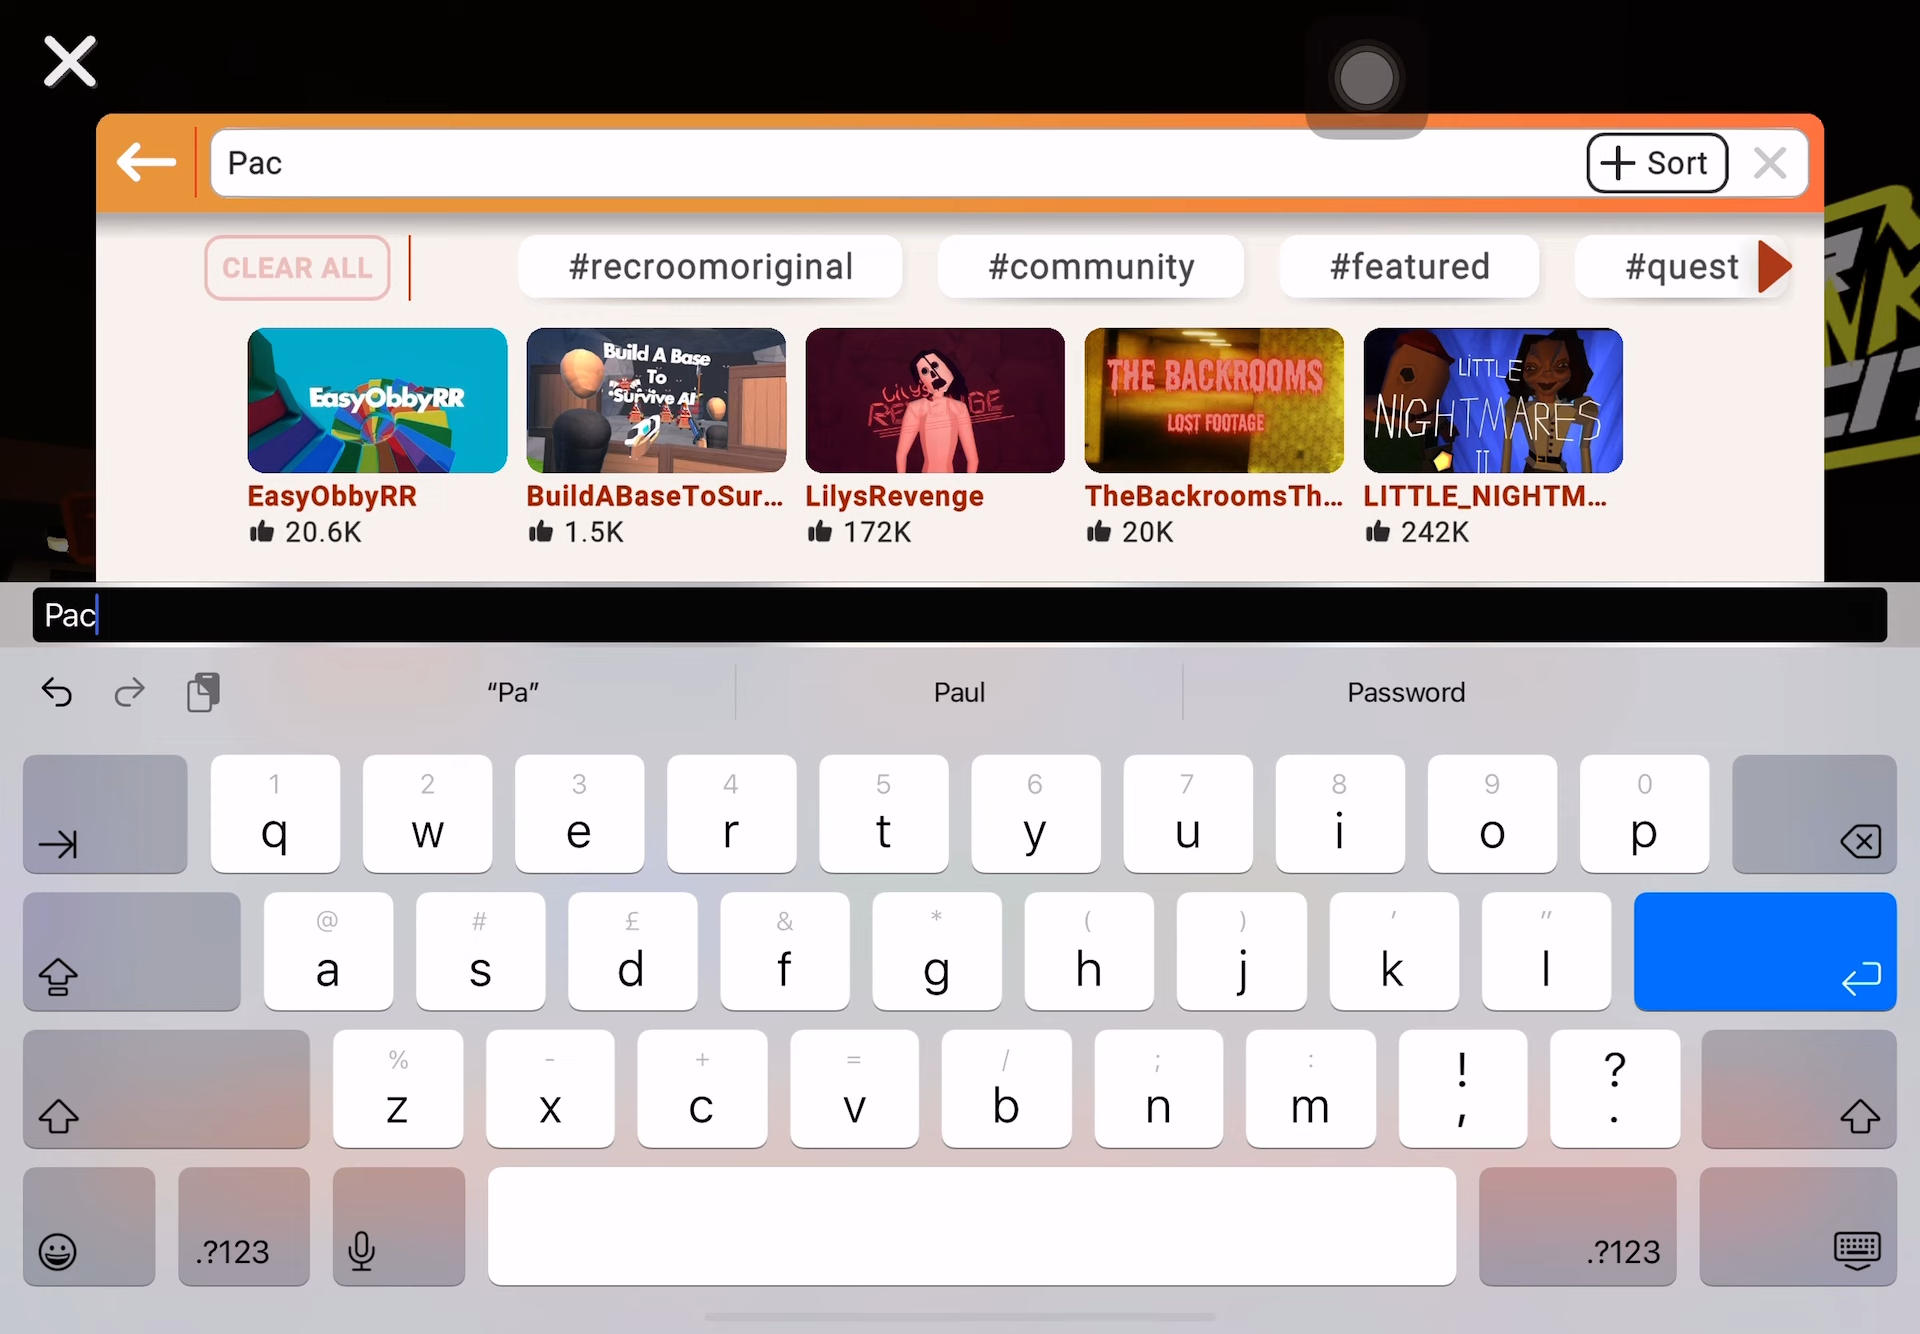 Pac
Sort
CLEAR ALL
#recroomoriginal
#community
#featured
#quest
EasyObbyRR
Build A Base
To
Survive AI
Lilys
REVENGE
THE BACKROOMS
LOST FOOTAGE
LITTLE
NIGHTMARES
II
EasyObbyRR
BuildABaseToSur...
LilysRevenge
TheBackroomsTh...
LITTLE_NIGHTM...
20.6K
1.5K
172K
20K
242K
Pac
“Pa”
Paul
Password
1 2 3 4 5 6 7 8 9 0
q w e r t y u i o p
@ # £ & * ( ) ' "
a s d f g h j k l
% - + = / ; : ! ?
z x c v b n m , .
.?123
.?123